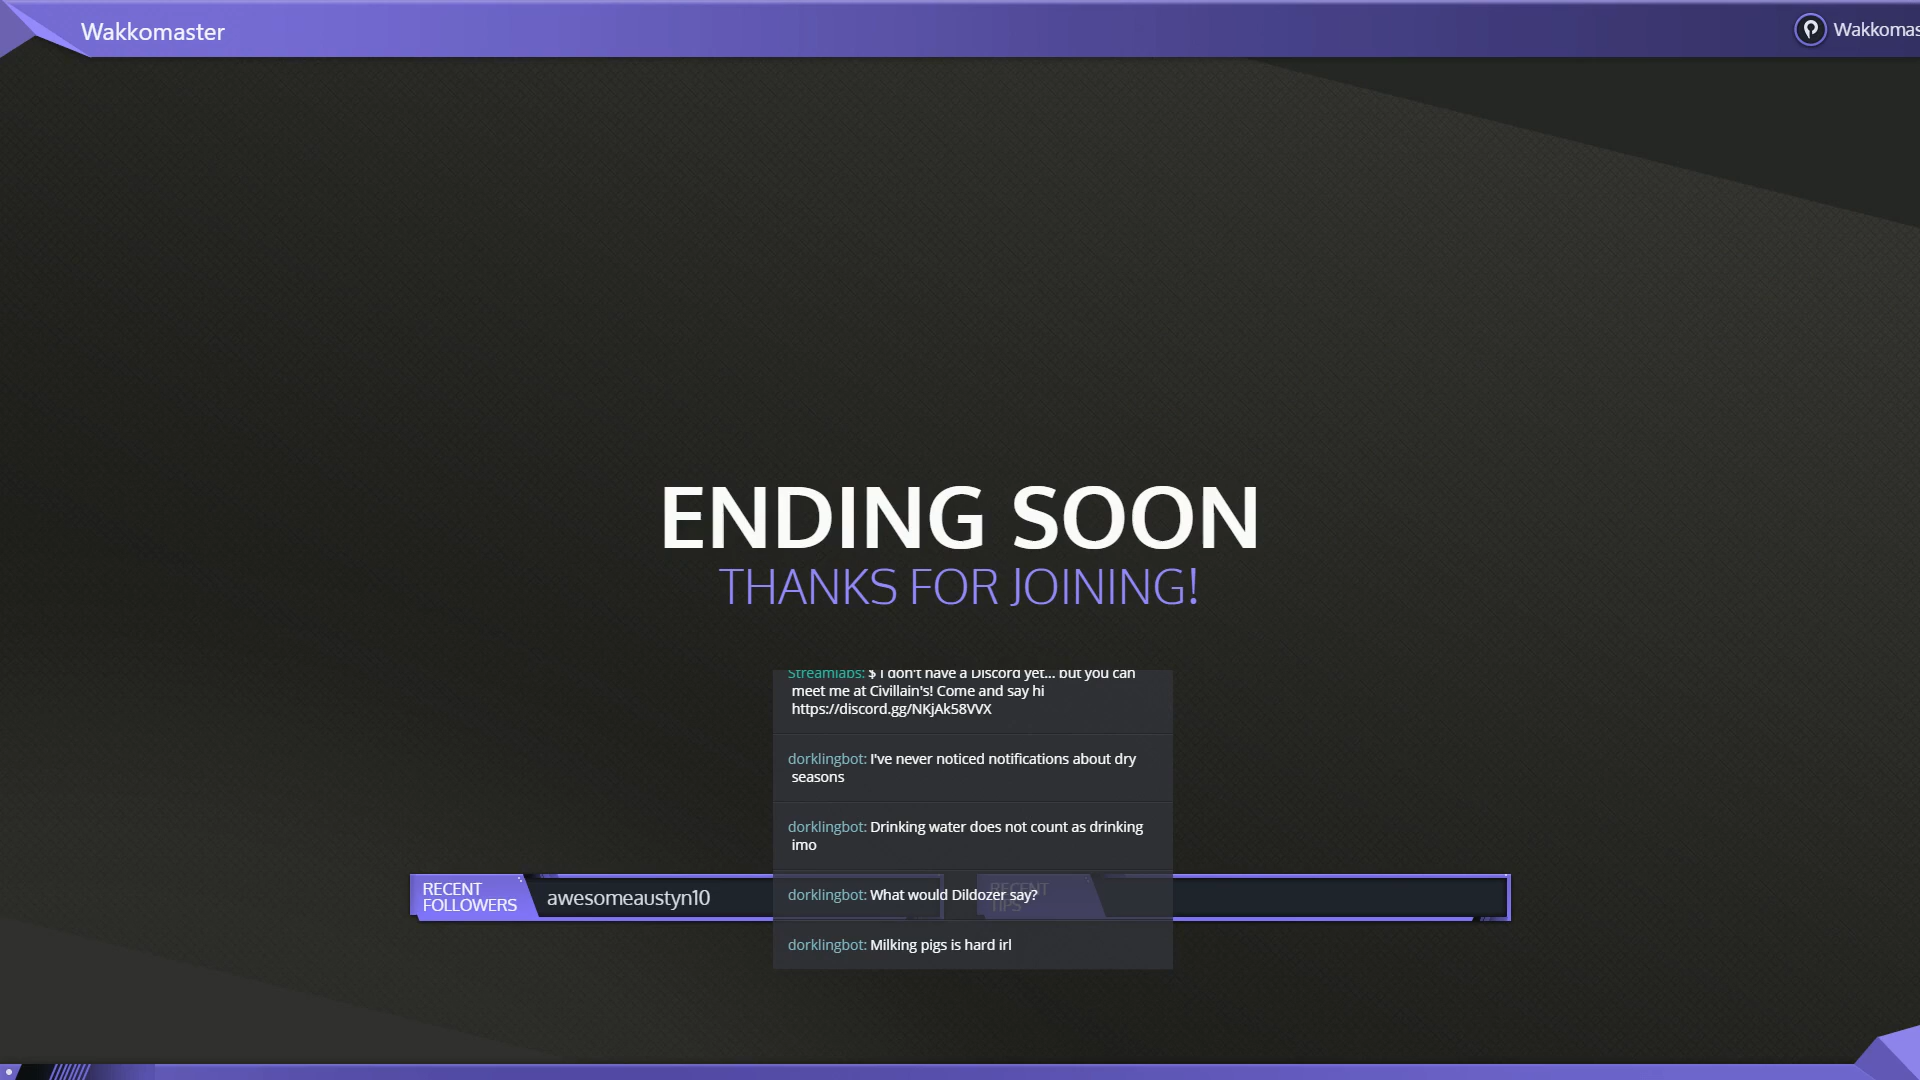 Wakkomaster
Wakkomas
ENDING SOON
THANKS FOR JOINING!
Streamlabs: $ I don't have a Discord yet... but you can
meet me at Civillain's! Come and say hi
https://discord.gg/NKjAk58VVX
dorklingbot: I've never noticed notifications about dry
seasons
dorklingbot: Drinking water does not count as drinking
imo
RECENT
FOLLOWERS
awesomeaustyn10
dorklingbot: What would Dildozer say?
RECENT
TIPS
dorklingbot: Milking pigs is hard irl